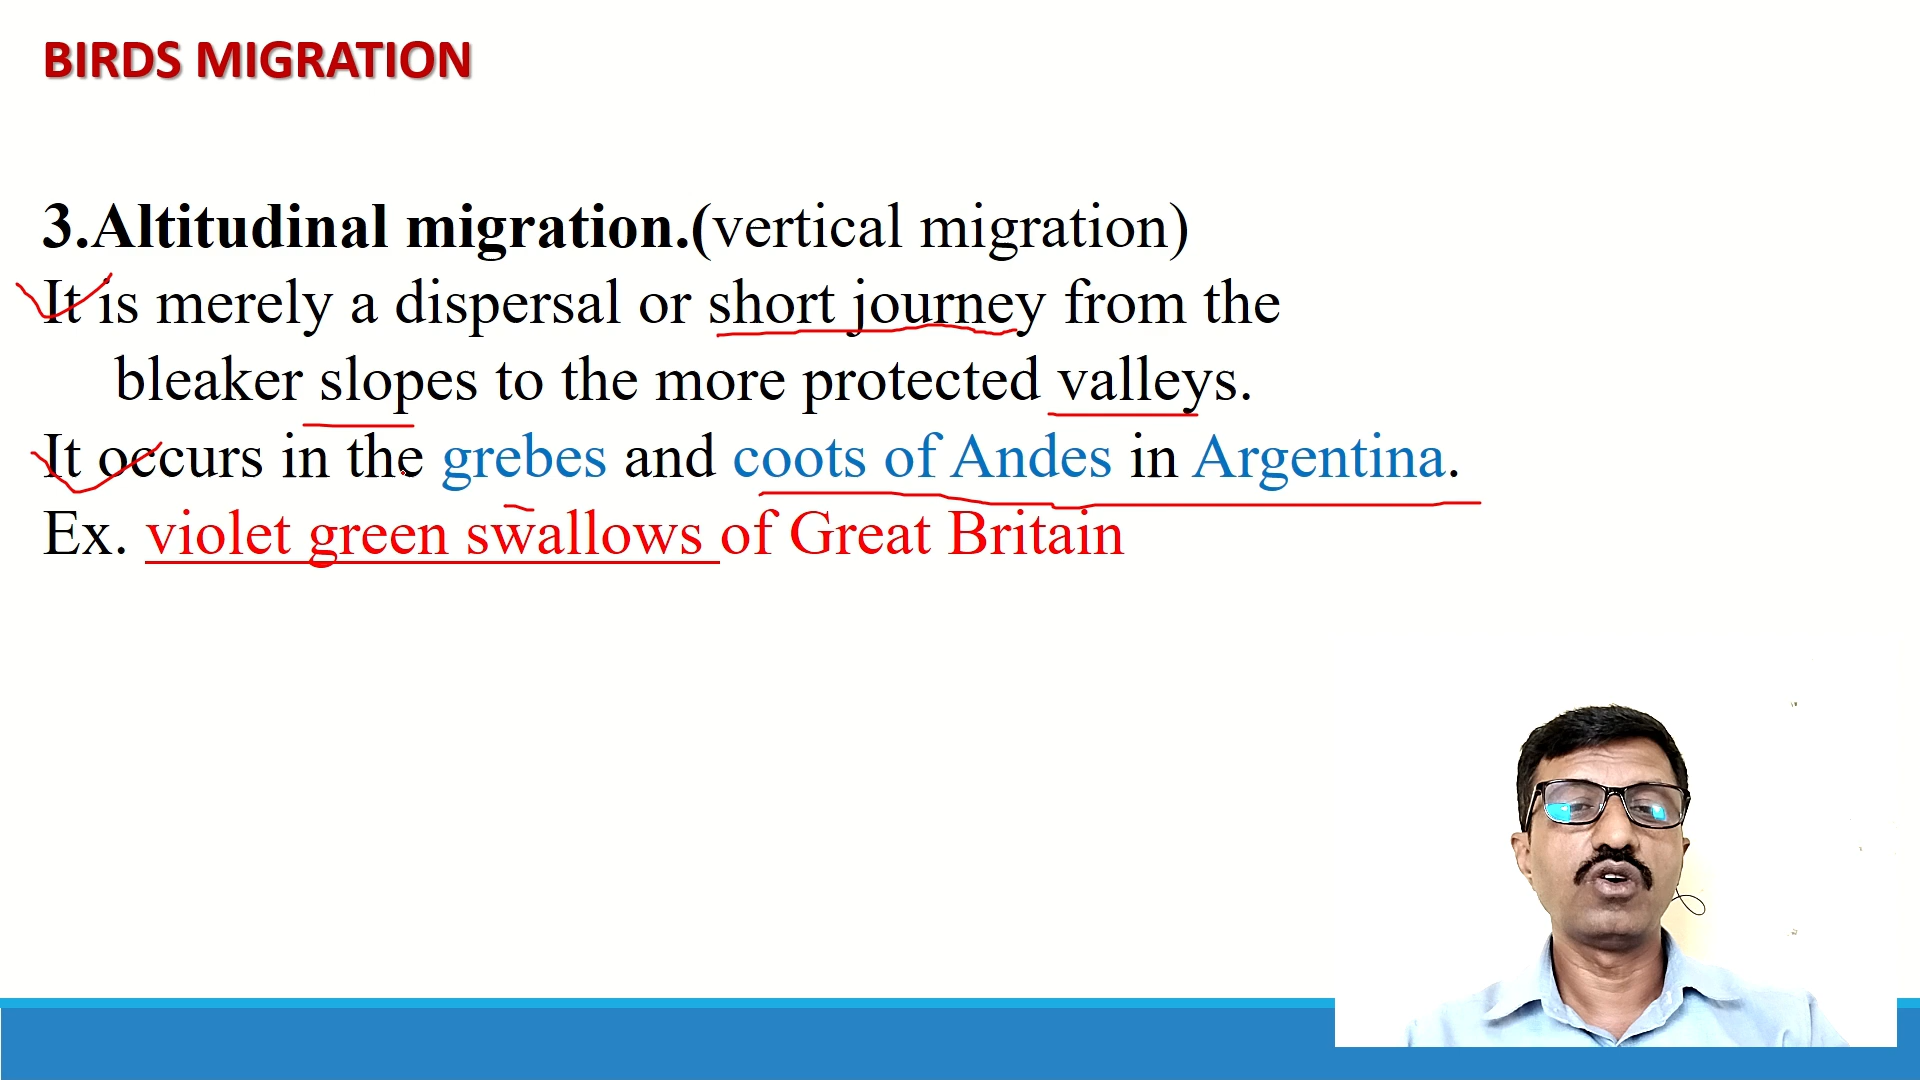 BIRDS MIGRATION
3.Altitudinal migration.(vertical migration)
It is merely a dispersal or short journey from the
bleaker slopes to the more protected valleys.
It occurs in the grebes and coots of Andes in Argentina.
Ex. violet green swallows of Great Britain